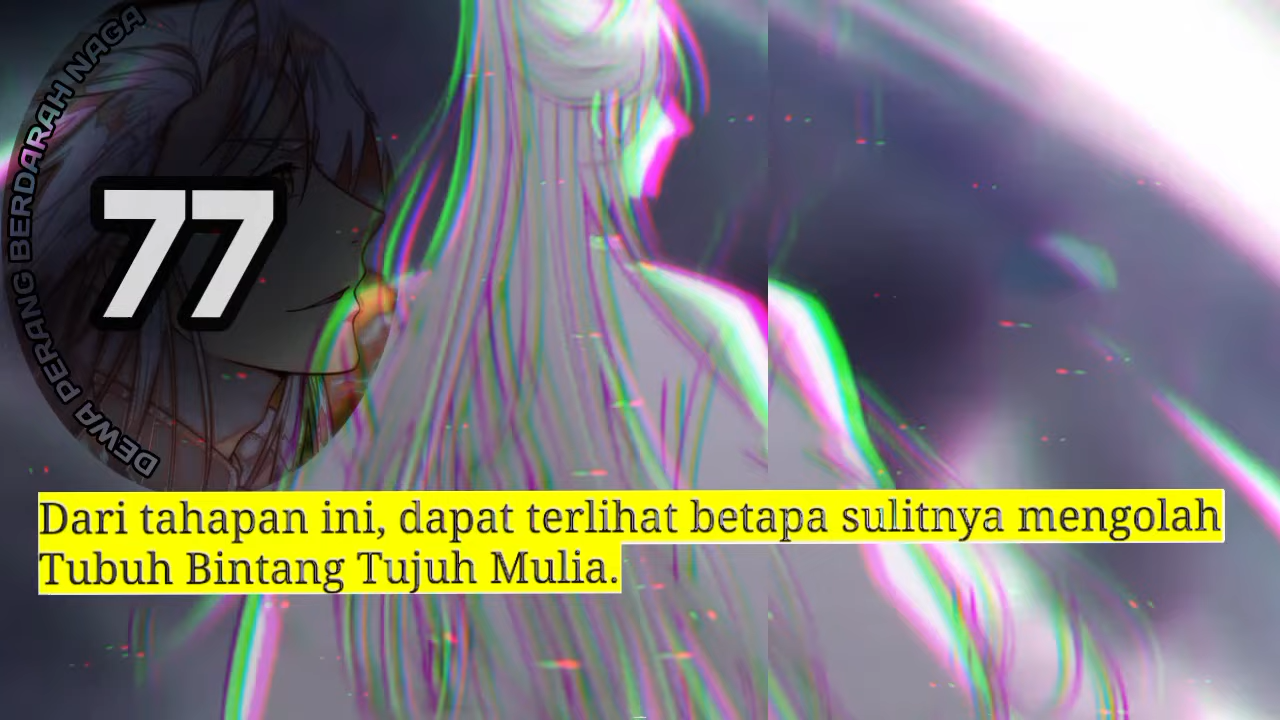 DEWA PERANG BERDARAH NAGA
77
Dari tahapan ini, dapat terlihat betapa sulitnya mengolah
Tubuh Bintang Tujuh Mulia.